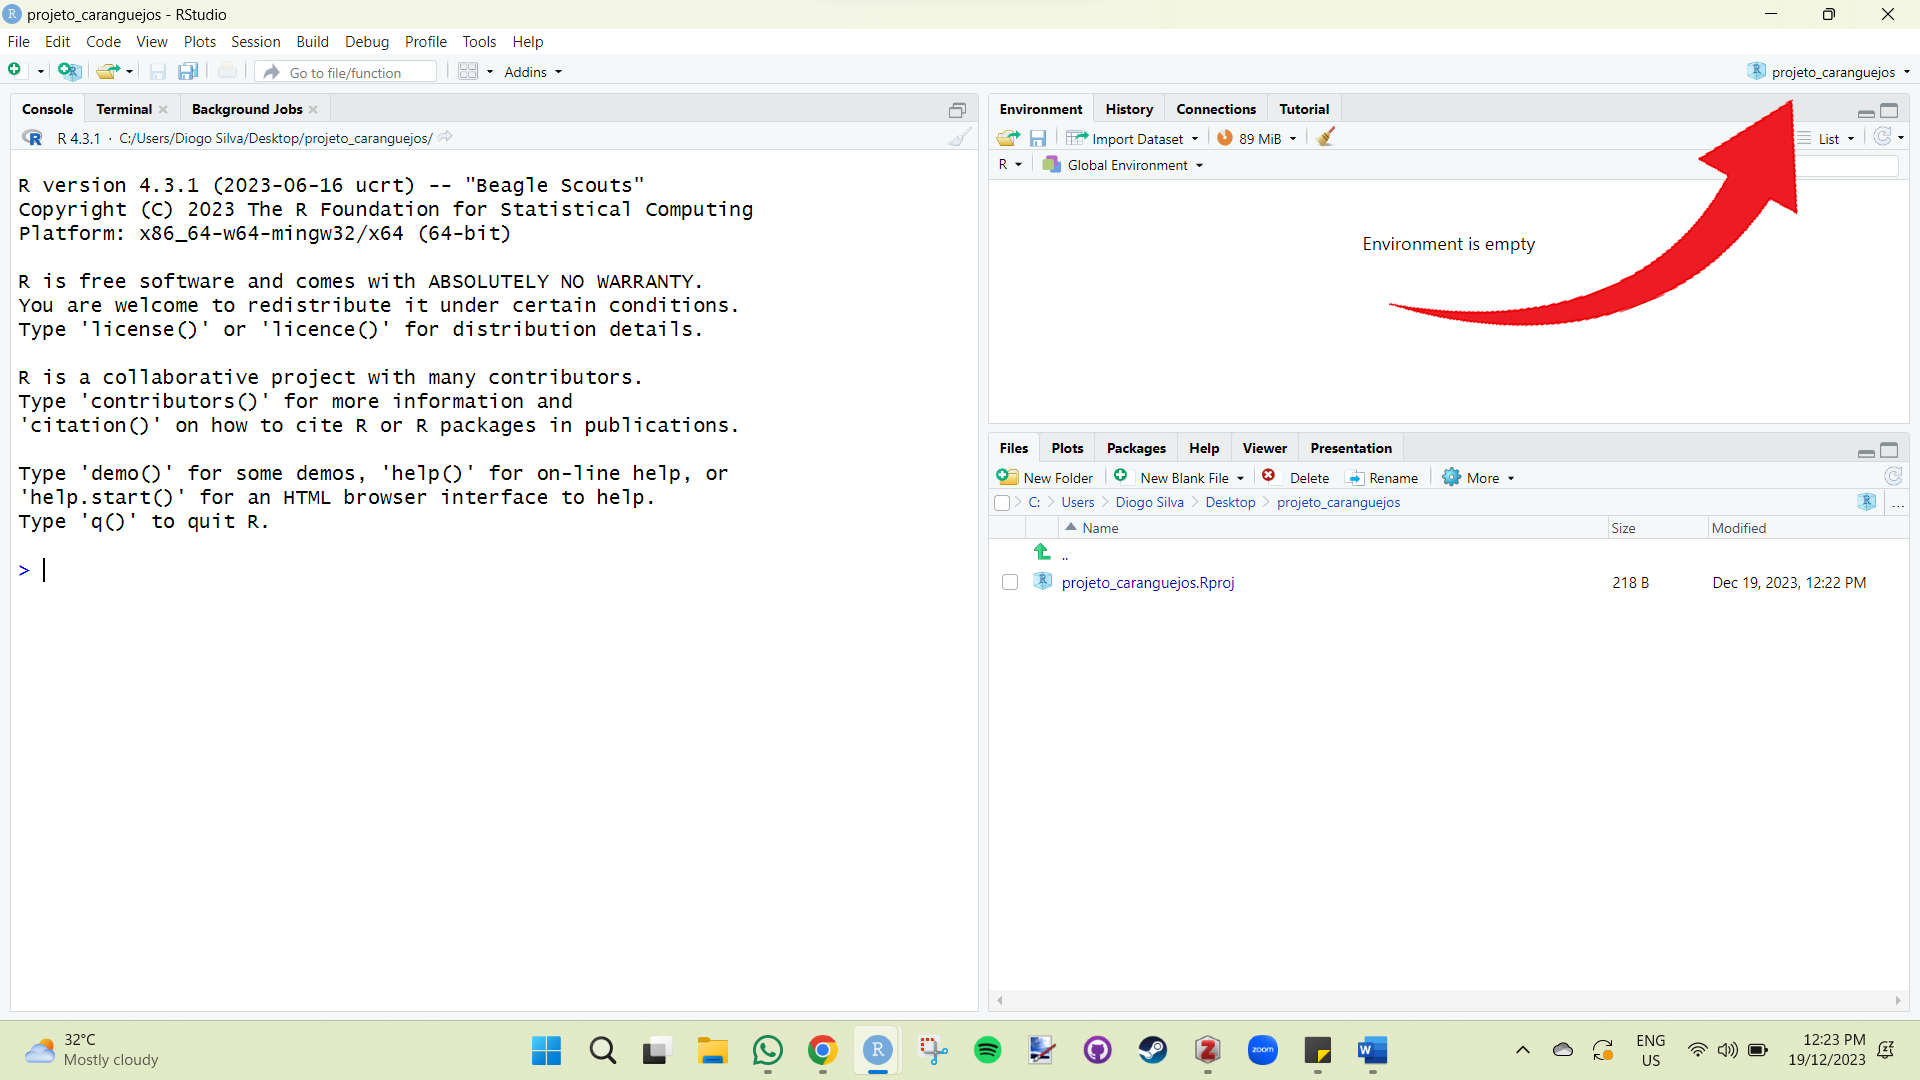 projeto_caranguejos - RStudio
File Edit Code View Plots Session Build Debug Profile Tools Help
Go to file/function Addins projeto_caranguejos
Console Terminal Background Jobs
R 4.3.1 · C:/Users/Diogo Silva/Desktop/projeto_caranguejos/
R version 4.3.1 (2023-06-16 ucrt) -- "Beagle Scouts"
Copyright (C) 2023 The R Foundation for Statistical Computing
Platform: x86_64-w64-mingw32/x64 (64-bit)
R is free software and comes with ABSOLUTELY NO WARRANTY.
You are welcome to redistribute it under certain conditions.
Type 'license()' or 'licence()' for distribution details.
R is a collaborative project with many contributors.
Type 'contributors()' for more information and
'citation()' on how to cite R or R packages in publications.
Type 'demo()' for some demos, 'help()' for on-line help, or
'help.start()' for an HTML browser interface to help.
Type 'q()' to quit R.
>
Environment History Connections Tutorial
Import Dataset 89 MiB List
R Global Environment
Environment is empty
Files Plots Packages Help Viewer Presentation
New Folder New Blank File Delete Rename More
C: Users Diogo Silva Desktop projeto_caranguejos ...
Name Size Modified
..
projeto_caranguejos.Rproj 218 B Dec 19, 2023, 12:22 PM
32°C
Mostly cloudy
zoom
ENG
US
12:23 PM
19/12/2023